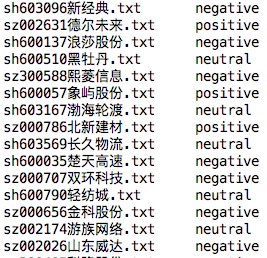 sh603096新经典.txt negative
sz002631德尔未来.txt positive
sh600137浪莎股份.txt negative
sh600510黑牡丹.txt neutral
sz300588熙菱信息.txt negative
sh600057象屿股份.txt positive
sh603167渤海轮渡.txt neutral
sz000786北新建材.txt positive
sh603569长久物流.txt neutral
sh600035楚天高速.txt negative
sz000707双环科技.txt negative
sh600790轻纺城.txt neutral
sz000656金科股份.txt negative
sz002174游族网络.txt neutral
sz002026山东威达.txt negative